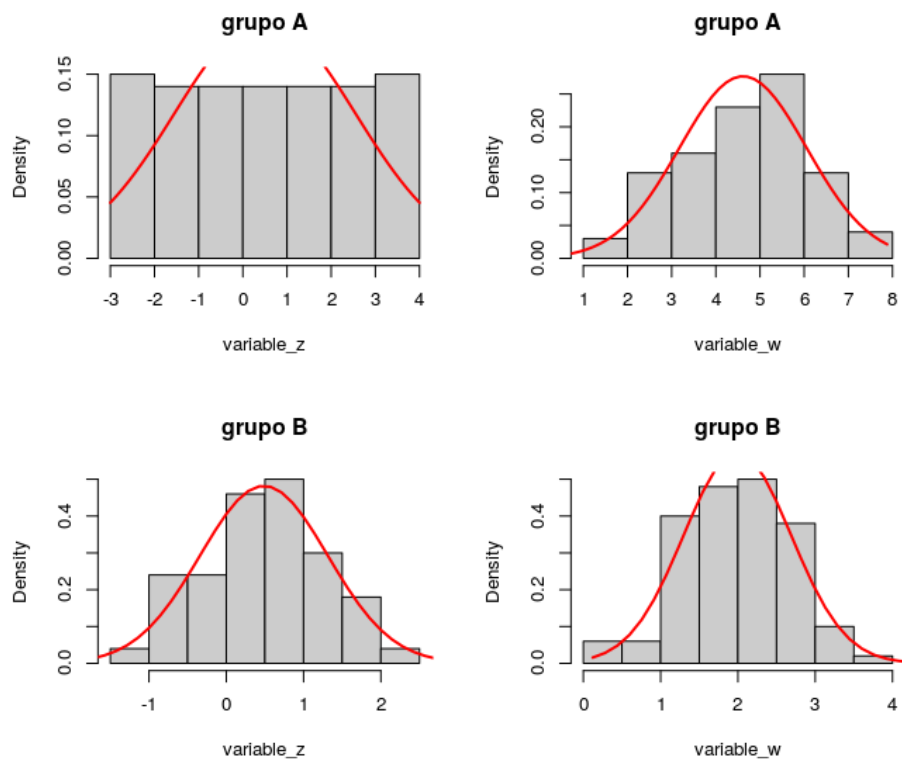 grupo A
Density
0.00 0.05 0.10 0.15
-3 -2 -1 0 1 2 3 4
variable_z
grupo A
Density
0.00 0.10 0.20
1 2 3 4 5 6 7 8
variable_w
grupo B
Density
0.0 0.2 0.4
-1 0 1 2
variable_z
grupo B
Density
0.0 0.2 0.4
0 1 2 3 4
variable_w